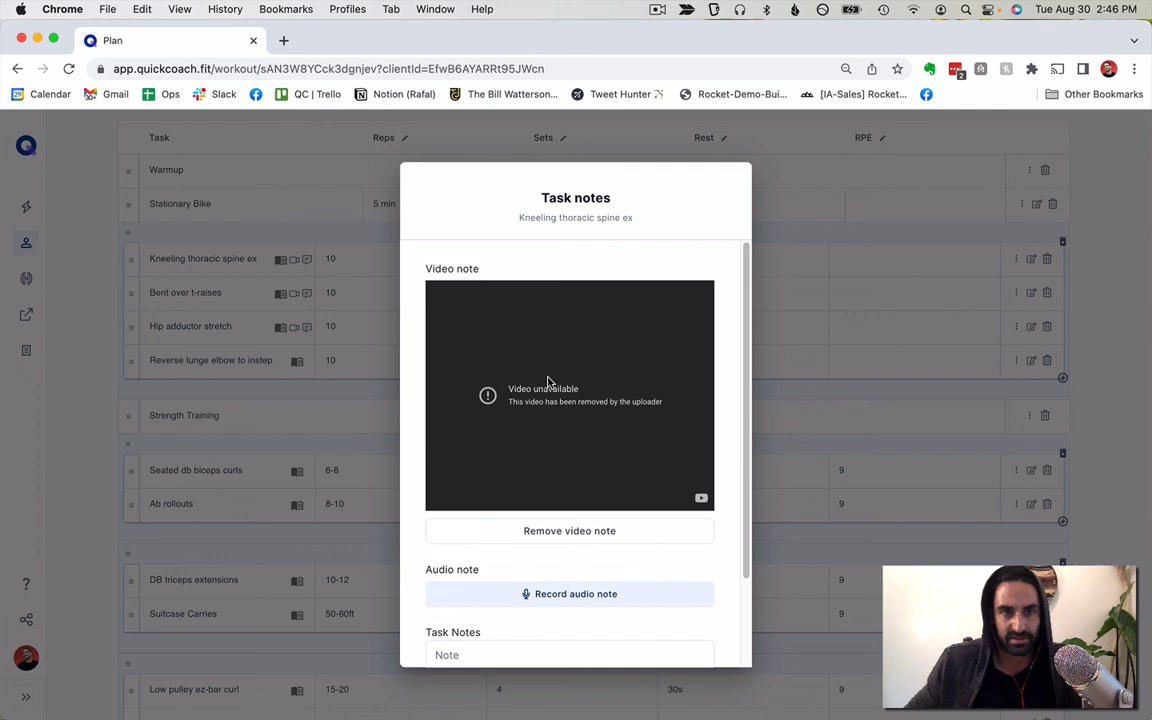 Chrome File Edit View History Bookmarks Profiles Tab Window Help Tue Aug 30 2:46 PM
Plan
app.quickcoach.fit/workout/sAN3W8YCck3dgnjev?clientId=EfwB6AYARRt95JWcn
2
Calendar Gmail Ops Slack QC | Trello Notion (Rafal) The Bill Watterson... Tweet Hunter Rocket-Demo-Bui... [IA-Sales] Rocket... Other Bookmarks
Task Reps Sets Rest RPE
Warmup
Stationary Bike 5 min
Kneeling thoracic spine ex 10
Bent over t-raises 10
Hip adductor stretch 10
Reverse lunge elbow to instep 10
Strength Training
Seated db biceps curls 6-8 9
Ab rollouts 8-10 9
DB triceps extensions 10-12 9
Suitcase Carries 50-60ft 9
Low pulley ez-bar curl 15-20 4 30s 9
Task notes
Kneeling thoracic spine ex
Video note
Video unavailable
This video has been removed by the uploader
Remove video note
Audio note
Record audio note
Task Notes
Note